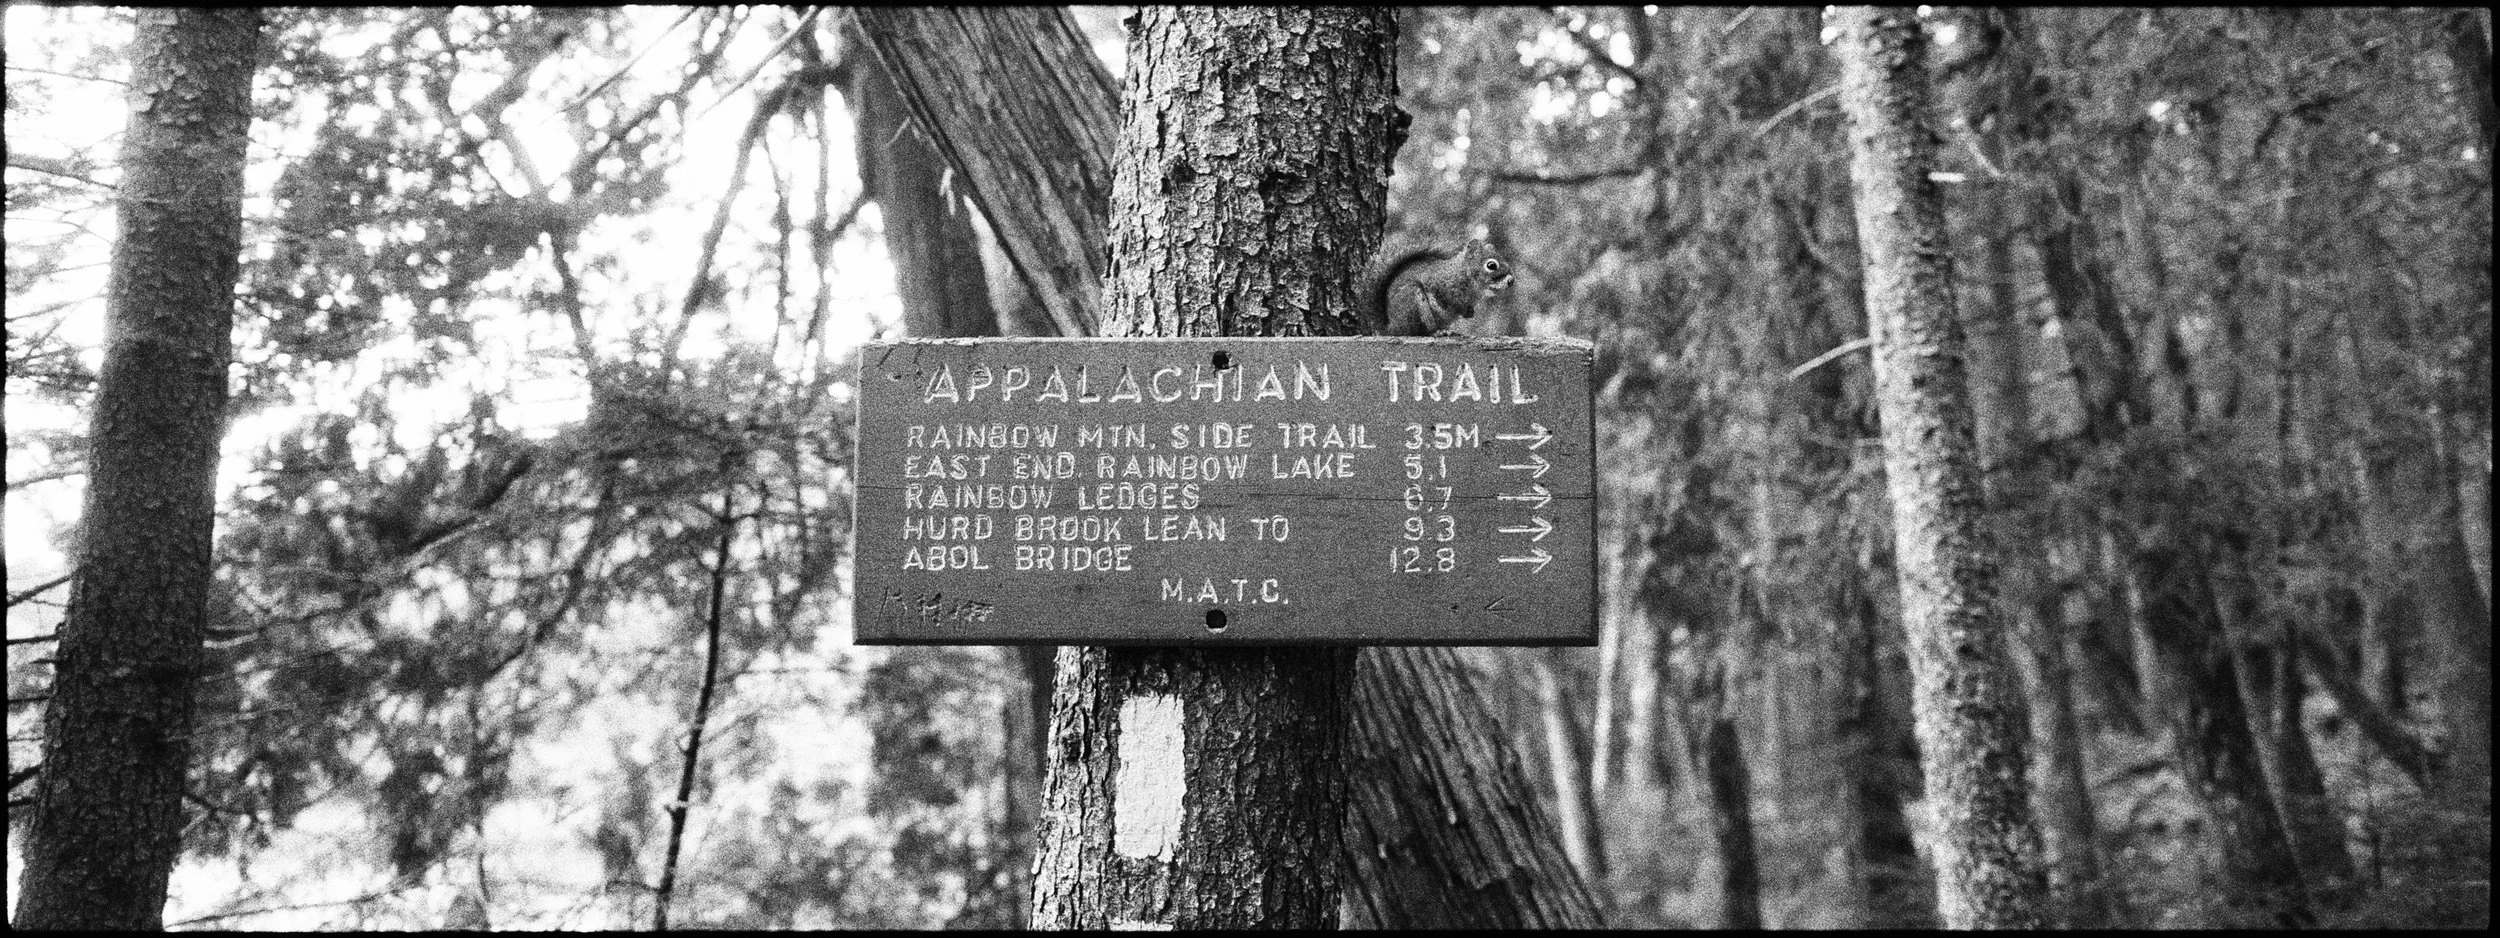 APPALACHIAN TRAIL
RAINBOW MTN. SIDE TRAIL 3.5M →
EAST END. RAINBOW LAKE 5.1 →
RAINBOW LEDGES 6.7 →
HURD BROOK LEAN TO 9.3 →
ABOL BRIDGE 12.8 →
M.A.T.C.